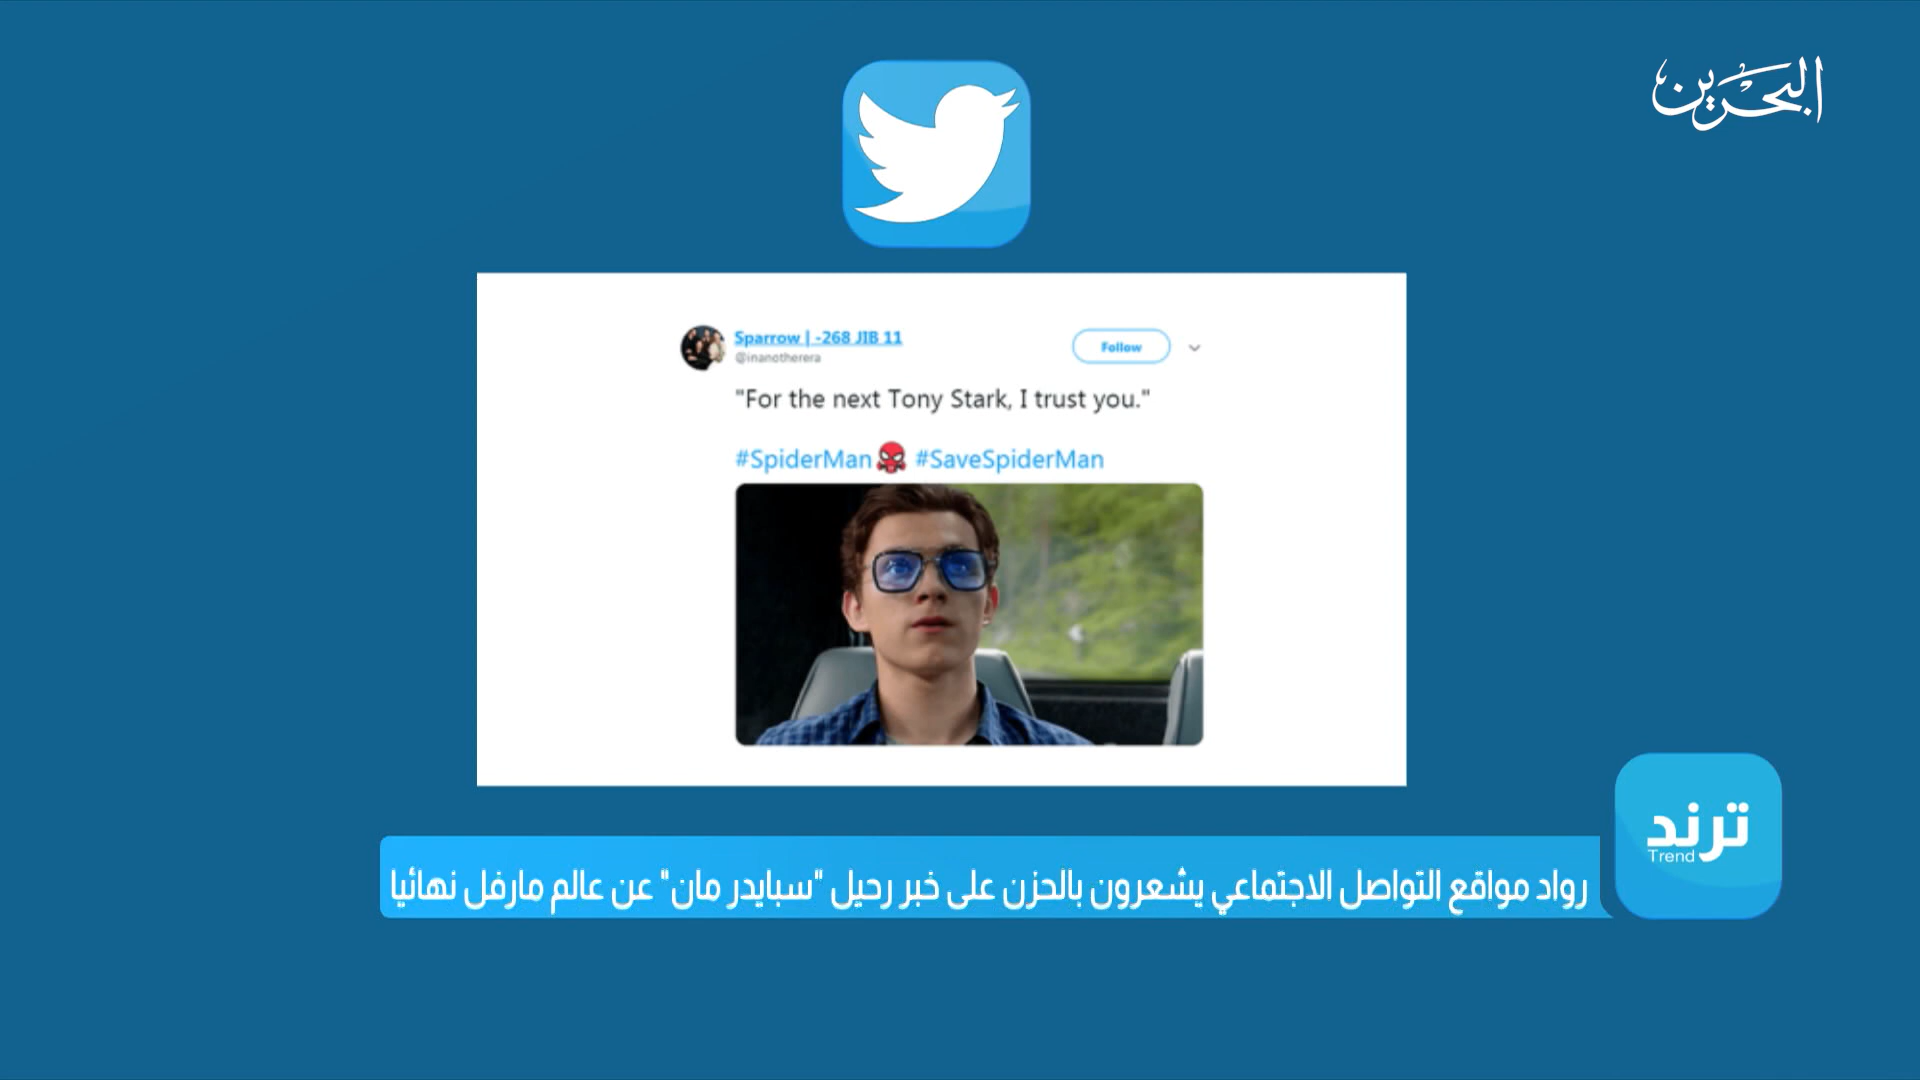 البحرين
Sparrow | -268 JIB 11
@inanotherera
Follow
"For the next Tony Stark, I trust you."
#SpiderMan #SaveSpiderMan
ترند
Trend
رواد مواقع التواصل الاجتماعي يشعرون بالحزن على خبر رحيل "سبايدر مان" عن عالم مارفل نهائيا